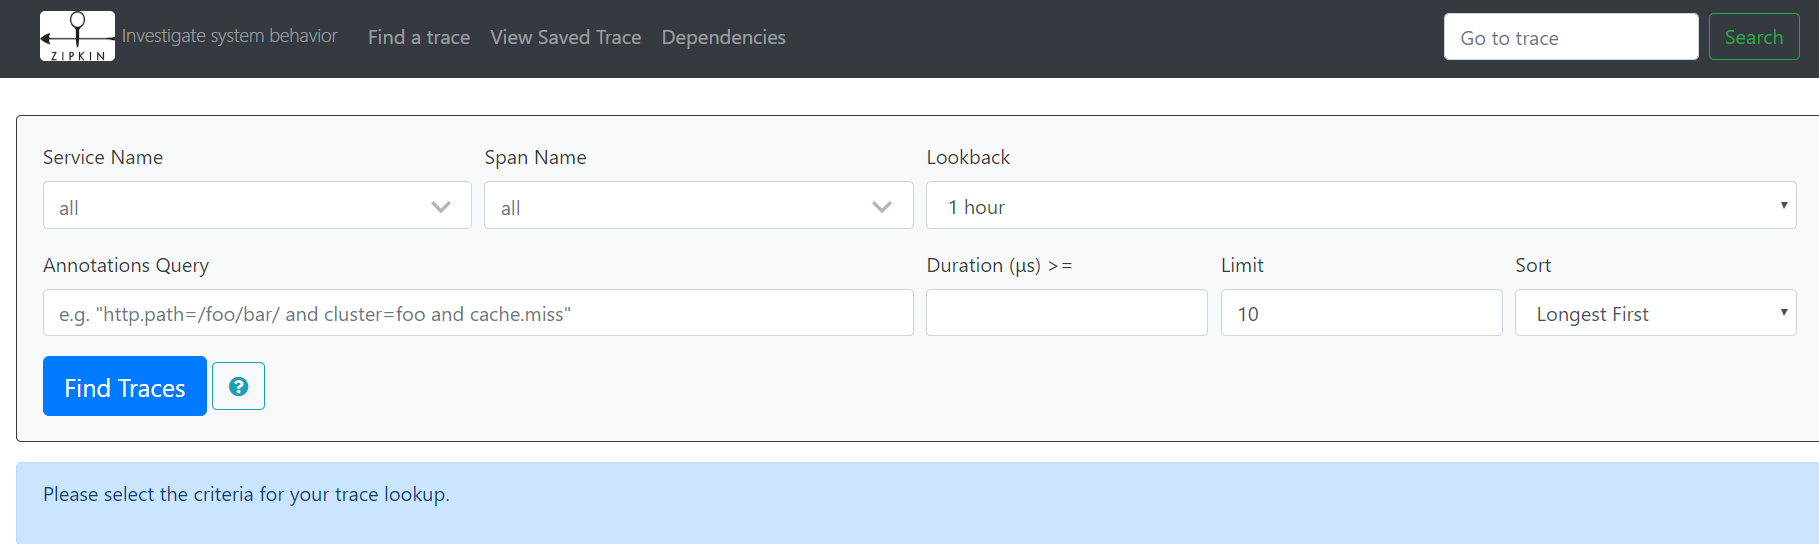 ZIPKIN Investigate system behavior Find a trace View Saved Trace Dependencies Go to trace Search
Service Name Span Name Lookback
all all 1 hour
Annotations Query Duration (μs) >= Limit Sort
e.g. "http.path=/foo/bar/ and cluster=foo and cache.miss" 10 Longest First
Find Traces ?
Please select the criteria for your trace lookup.